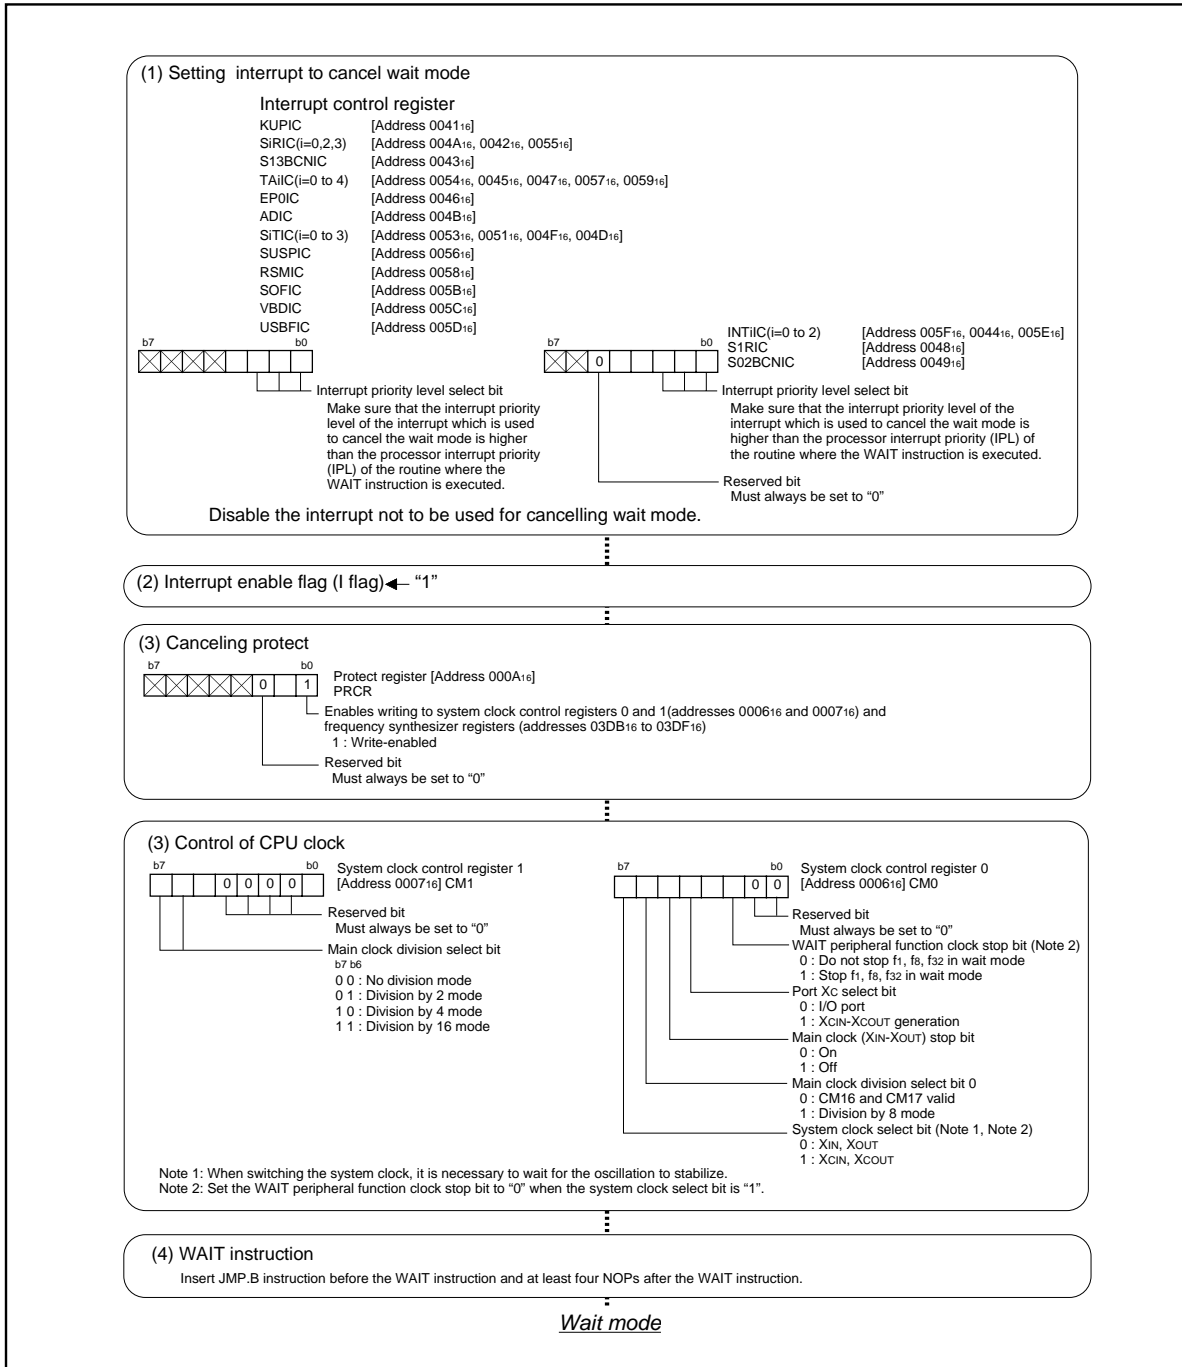 (1) Setting interrupt to cancel wait mode
Interrupt control register
KUPIC [Address 0041₁₆]
SiRIC(i=0,2,3) [Address 004A₁₆, 0042₁₆, 0055₁₆]
S13BCNIC [Address 0043₁₆]
TAiIC(i=0 to 4) [Address 0054₁₆, 0045₁₆, 0047₁₆, 0057₁₆, 0059₁₆]
EP0IC [Address 0046₁₆]
ADIC [Address 004B₁₆]
SiTIC(i=0 to 3) [Address 0053₁₆, 0051₁₆, 004F₁₆, 004D₁₆]
SUSPIC [Address 0056₁₆]
RSMIC [Address 0058₁₆]
SOFIC [Address 005B₁₆]
VBDIC [Address 005C₁₆]
USBFIC [Address 005D₁₆]
b7 b0
Interrupt priority level select bit
Make sure that the interrupt priority
level of the interrupt which is used
to cancel the wait mode is higher
than the processor interrupt priority
(IPL) of the routine where the
WAIT instruction is executed.
INTiIC(i=0 to 2) [Address 005F₁₆, 0044₁₆, 005E₁₆]
S1RIC [Address 0048₁₆]
S02BCNIC [Address 0049₁₆]
b7 b0
0
Interrupt priority level select bit
Make sure that the interrupt priority level of the
interrupt which is used to cancel the wait mode is
higher than the processor interrupt priority (IPL) of
the routine where the WAIT instruction is executed.
Reserved bit
Must always be set to “0”
Disable the interrupt not to be used for cancelling wait mode.
(2) Interrupt enable flag (I flag) ← “1”
(3) Canceling protect
b7 b0
0 1
Protect register [Address 000A₁₆]
PRCR
Enables writing to system clock control registers 0 and 1(addresses 0006₁₆ and 0007₁₆) and
frequency synthesizer registers (addresses 03DB₁₆ to 03DF₁₆)
1 : Write-enabled
Reserved bit
Must always be set to “0”
(3) Control of CPU clock
b7 b0
0 0 0 0
System clock control register 1
[Address 0007₁₆] CM1
Reserved bit
Must always be set to “0”
Main clock division select bit
b7 b6
0 0 : No division mode
0 1 : Division by 2 mode
1 0 : Division by 4 mode
1 1 : Division by 16 mode
b7 b0
0 0
System clock control register 0
[Address 0006₁₆] CM0
Reserved bit
Must always be set to “0”
WAIT peripheral function clock stop bit (Note 2)
0 : Do not stop f1, f8, f32 in wait mode
1 : Stop f1, f8, f32 in wait mode
Port XC select bit
0 : I/O port
1 : XCIN-XCOUT generation
Main clock (XIN-XOUT) stop bit
0 : On
1 : Off
Main clock division select bit 0
0 : CM16 and CM17 valid
1 : Division by 8 mode
System clock select bit (Note 1, Note 2)
0 : XIN, XOUT
1 : XCIN, XCOUT
Note 1: When switching the system clock, it is necessary to wait for the oscillation to stabilize.
Note 2: Set the WAIT peripheral function clock stop bit to “0” when the system clock select bit is “1”.
(4) WAIT instruction
Insert JMP.B instruction before the WAIT instruction and at least four NOPs after the WAIT instruction.
Wait mode